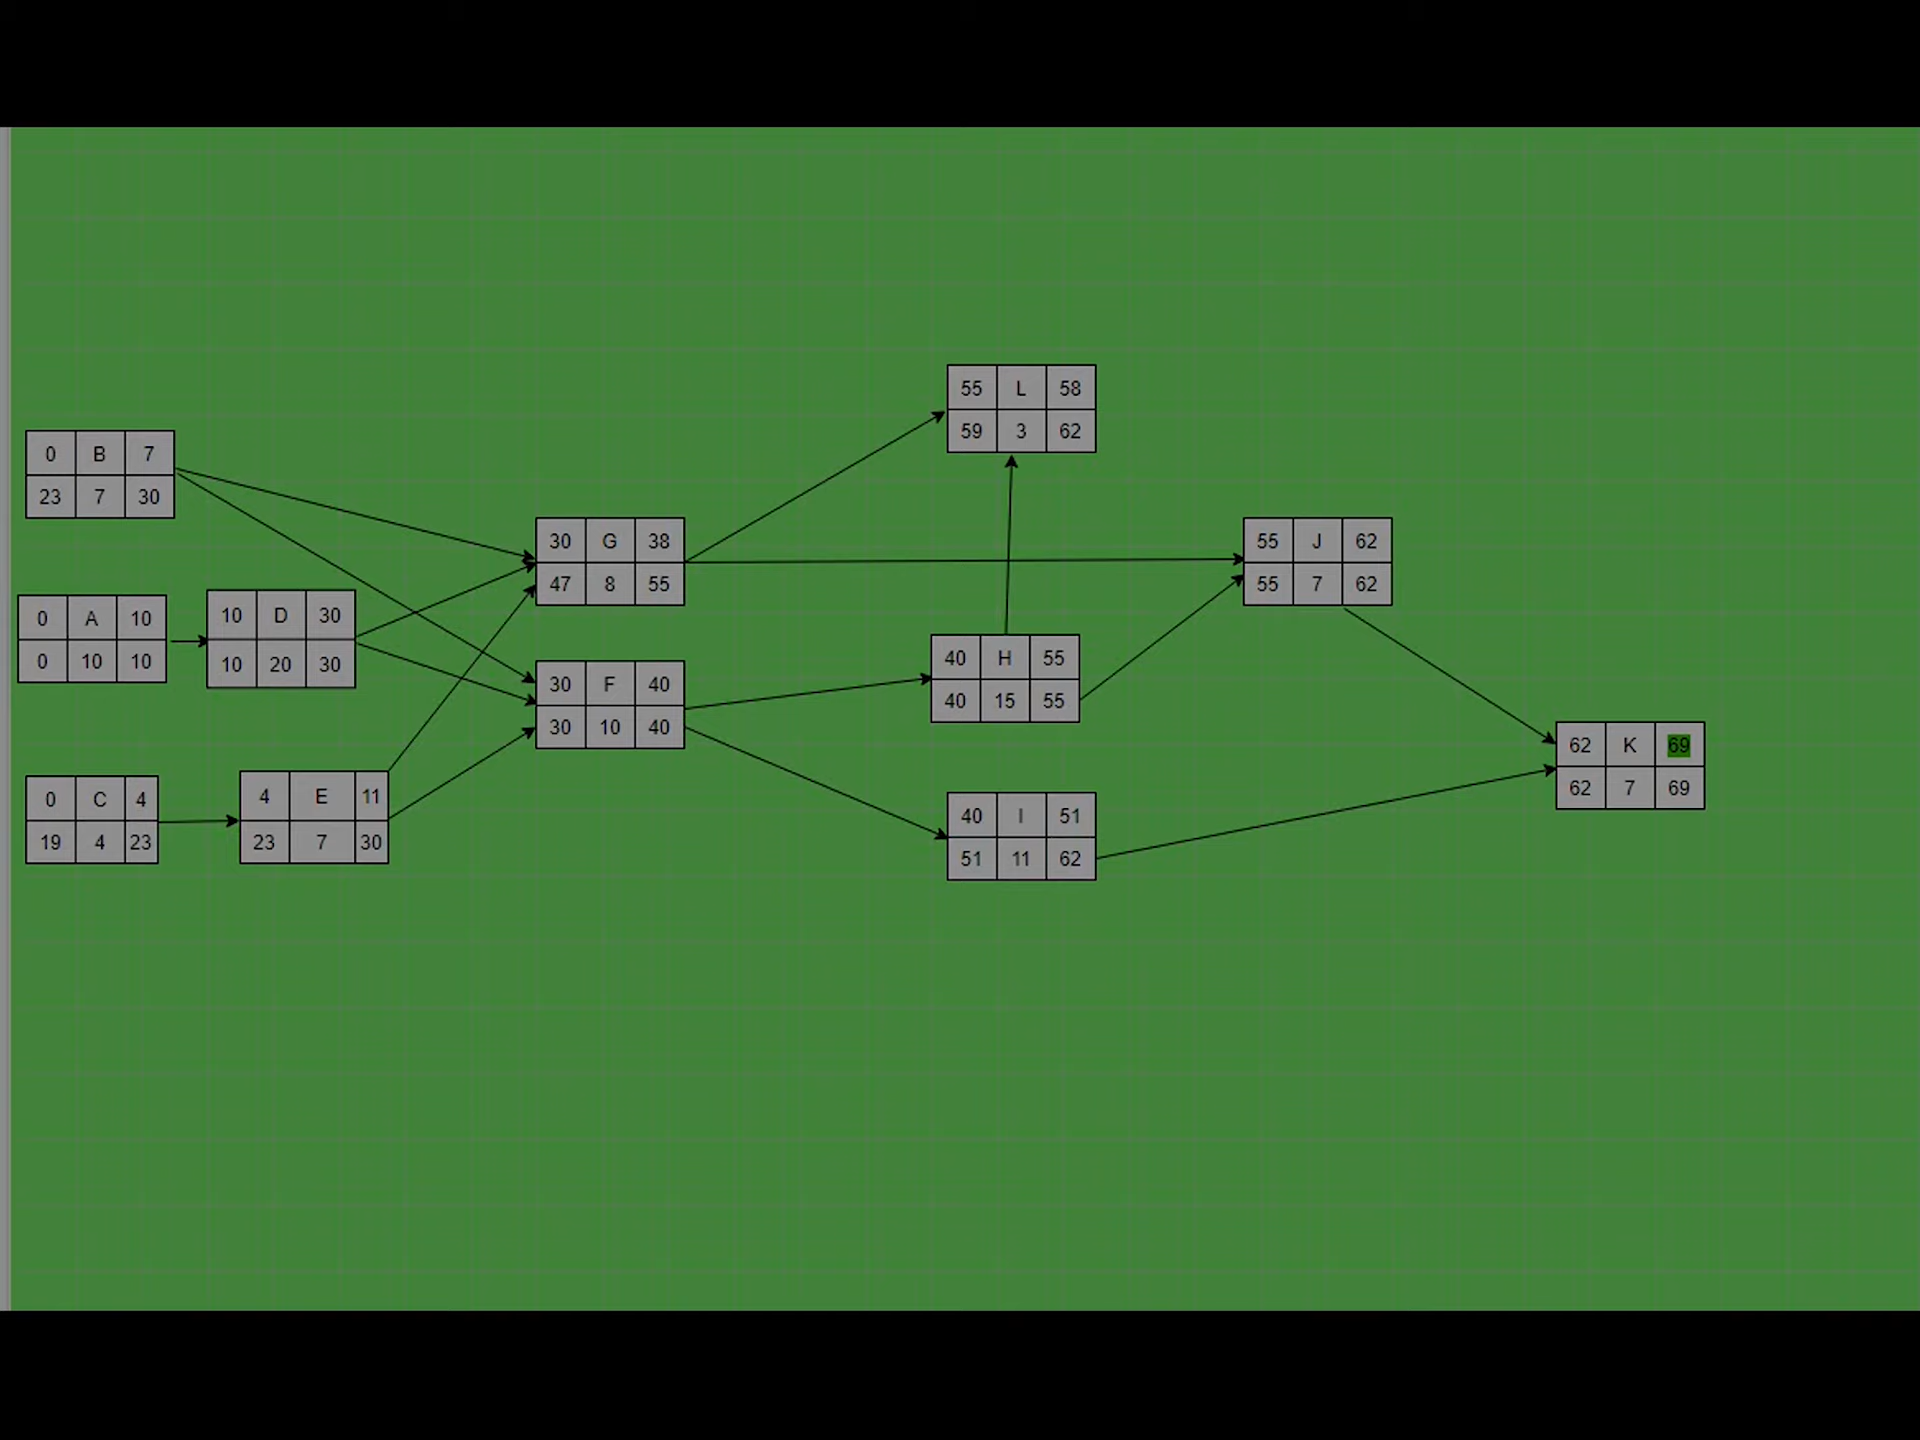 55 L 58
59 3 62
0 B 7
23 7 30
30 G 38
47 8 55
55 J 62
55 7 62
0 A 10
0 10 10
10 D 30
10 20 30
30 F 40
30 10 40
40 H 55
40 15 55
62 K 69
62 7 69
0 C 4
19 4 23
4 E 11
23 7 30
40 I 51
51 11 62